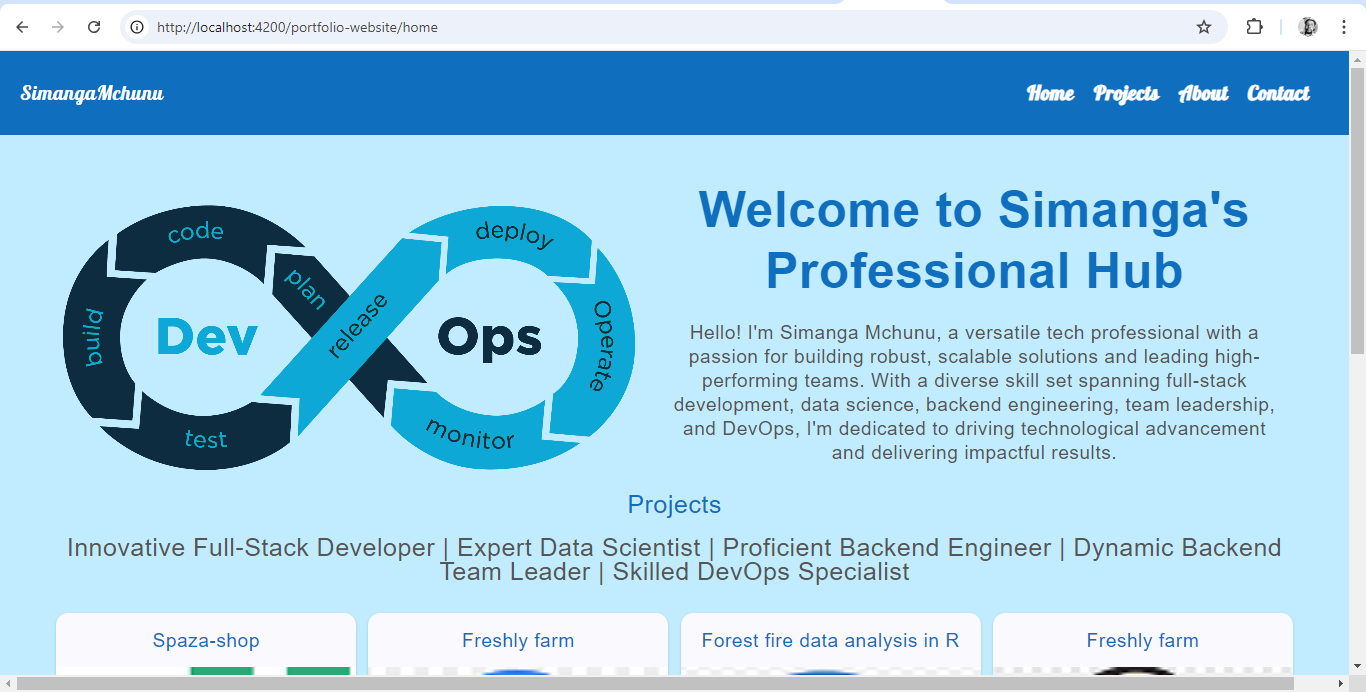 http://localhost:4200/portfolio-website/home
SimangaMchunu
Home Projects About Contact
code
build
test
plan
Dev
release
deploy
Operate
monitor
Ops
Welcome to Simanga's
Professional Hub
Hello! I'm Simanga Mchunu, a versatile tech professional with a
passion for building robust, scalable solutions and leading high-
performing teams. With a diverse skill set spanning full-stack
development, data science, backend engineering, team leadership,
and DevOps, I'm dedicated to driving technological advancement
and delivering impactful results.
Projects
Innovative Full-Stack Developer | Expert Data Scientist | Proficient Backend Engineer | Dynamic Backend
Team Leader | Skilled DevOps Specialist
Spaza-shop
Freshly farm
Forest fire data analysis in R
Freshly farm